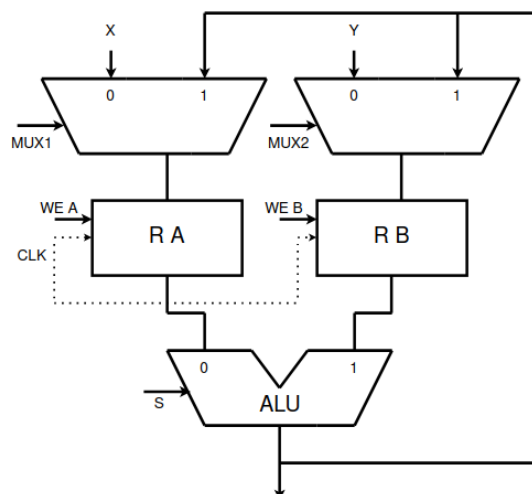 X Y
0 1 0 1
MUX1 MUX2
WE A WE B
R A R B
CLK
0 1
ALU
S